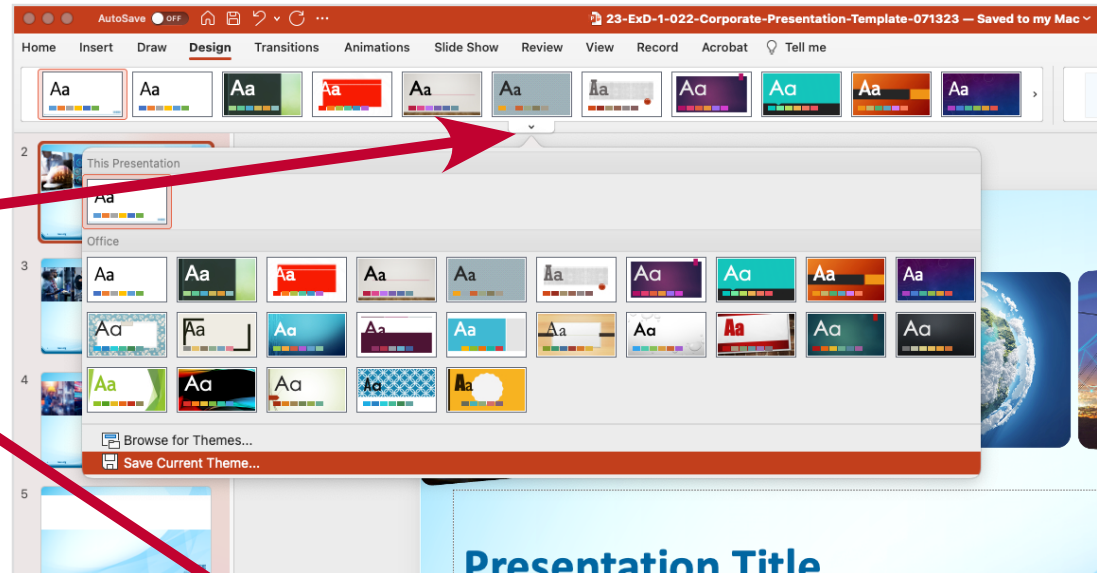 AutoSave OFF 23-ExD-1-022-Corporate-Presentation-Template-071323 — Saved to my Mac
Home Insert Draw Design Transitions Animations Slide Show Review View Record Acrobat Tell me
Aa Aa Aa Aa Aa Aa Aa Aa Aa Aa Aa
2
This Presentation
Aa
Office
3
Aa Aa Aa Aa Aa Aa Aa Aa Aa Aa
Aa Aa Aa Aa Aa Aa Aa Aa Aa Aa
4
Aa Aa Aa Aa Aa
Browse for Themes...
Save Current Theme...
5
Presentation Title